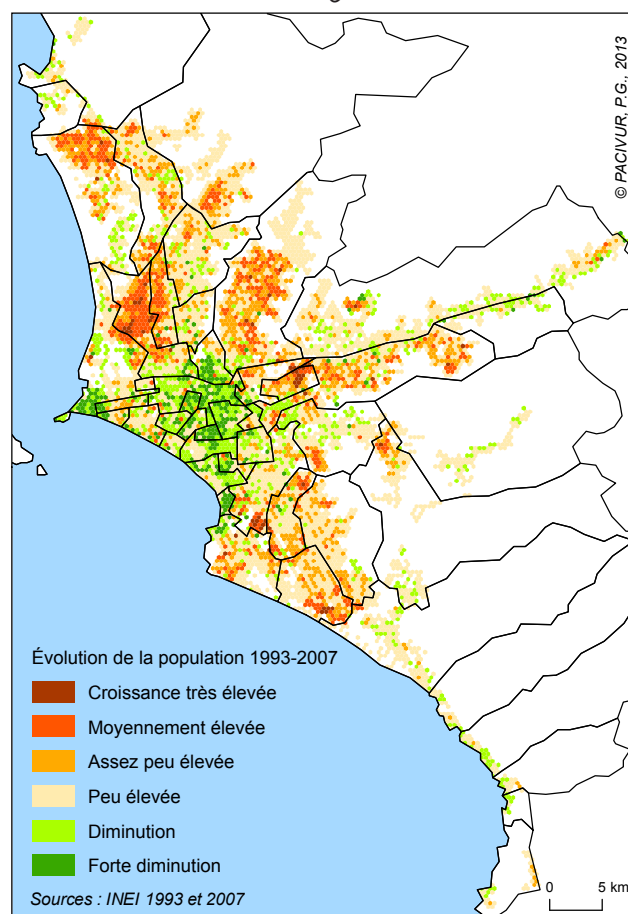 © PACIVUR, P.G., 2013
Évolution de la population 1993-2007
Croissance très élevée
Moyennement élevée
Assez peu élevée
Peu élevée
Diminution
Forte diminution
Sources : INEI 1993 et 2007
0 5 km